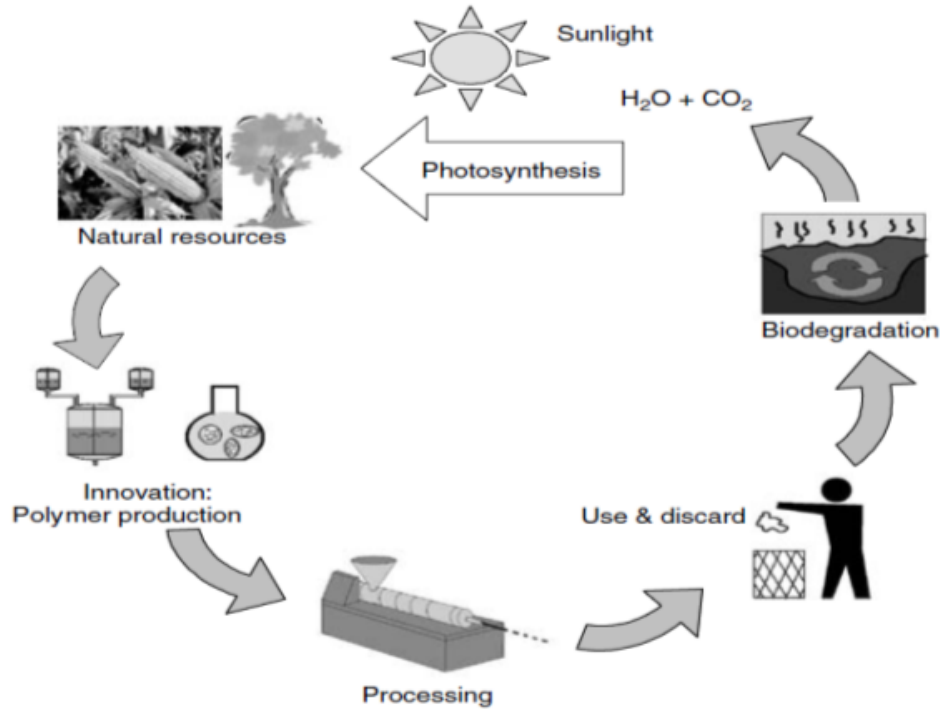 Sunlight
H₂O + CO₂
Photosynthesis
Natural resources
Biodegradation
Innovation:
Polymer production
Use & discard
Processing